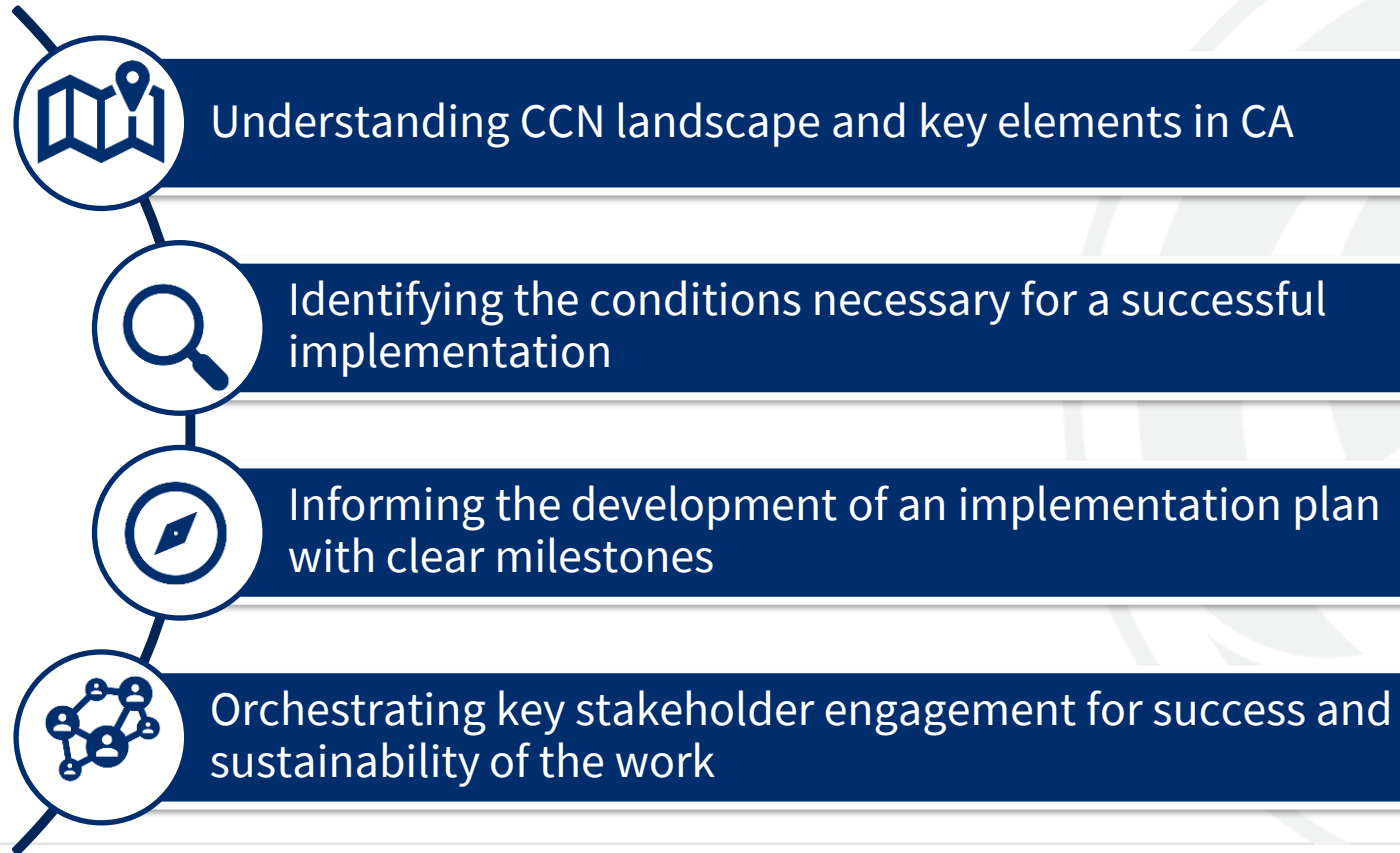 Understanding CCN landscape and key elements in CA
Identifying the conditions necessary for a successful
implementation
Informing the development of an implementation plan
with clear milestones
Orchestrating key stakeholder engagement for success and
sustainability of the work